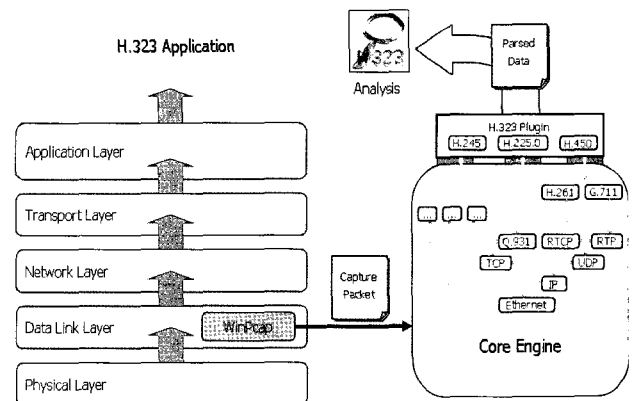 H.323 Application
Application Layer
Transport Layer
Network Layer
Data Link Layer
WinPcap
Physical Layer
Capture
Packet
H.323
Analysis
Parsed
Data
H.323 Plugin
H.245
H.225.0
H.450
H.261
G.711
...
...
...
Q.931
RTCP
RTP
TCP
UDP
IP
Ethernet
Core Engine